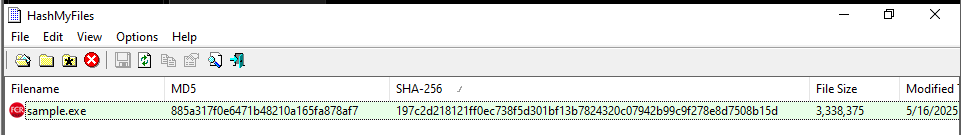 HashMyFiles
File Edit View Options Help
Filename MD5 SHA-256 File Size Modified T
FCR sample.exe 885a317f0e6471b48210a165fa878af7 197c2d218121ff0ec738f5d301bf13b7824320c07942b99c9f278e8d7508b15d 3,338,375 5/16/2025